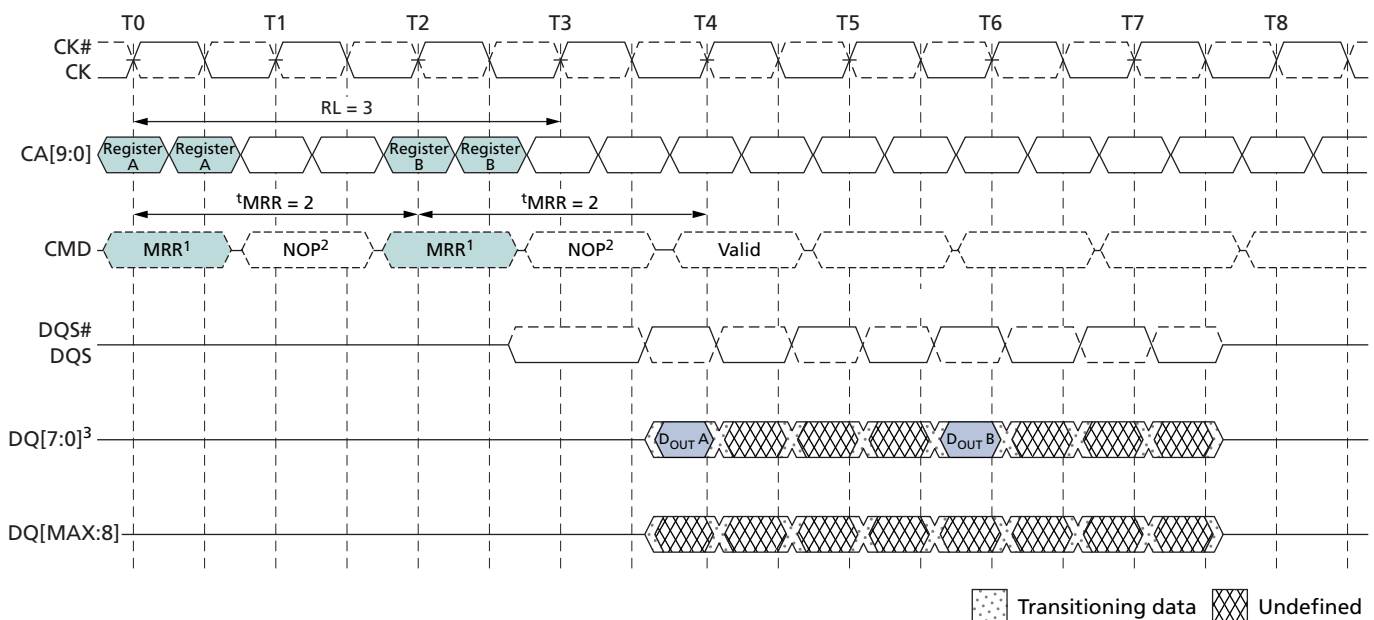 T0 T1 T2 T3 T4 T5 T6 T7 T8
CK#
CK
RL = 3
CA[9:0]
Register A
Register A
Register B
Register B
tMRR = 2
tMRR = 2
CMD
MRR1
NOP2
MRR1
NOP2
Valid
DQS#
DQS
DQ[7:0]3
DOUT A
DOUT B
DQ[MAX:8]
Transitioning data
Undefined